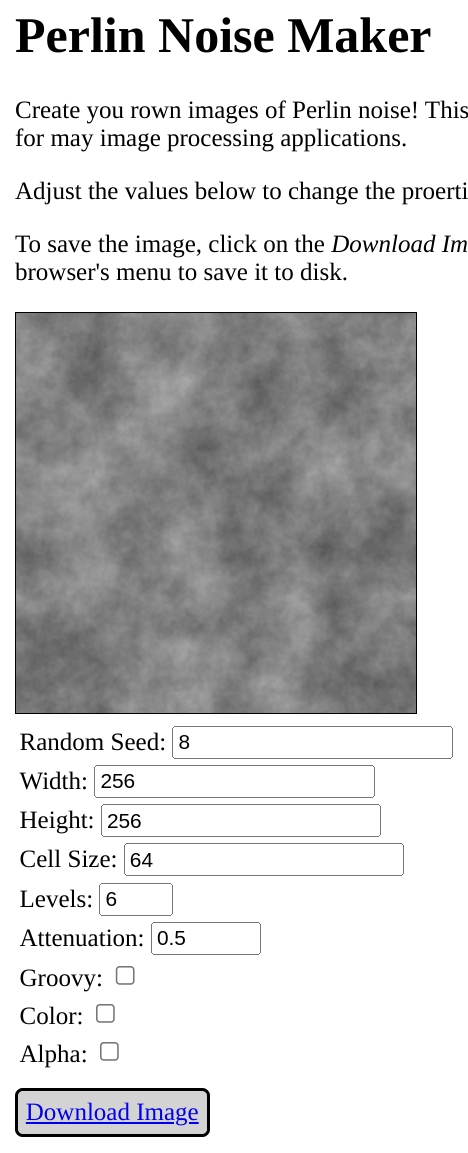 Perlin Noise Maker
Create you rown images of Perlin noise! This
for may image processing applications.
Adjust the values below to change the proerti
To save the image, click on the Download Im
browser's menu to save it to disk.
Random Seed: 8
Width: 256
Height: 256
Cell Size: 64
Levels: 6
Attenuation: 0.5
Groovy:
Color:
Alpha:
Download Image